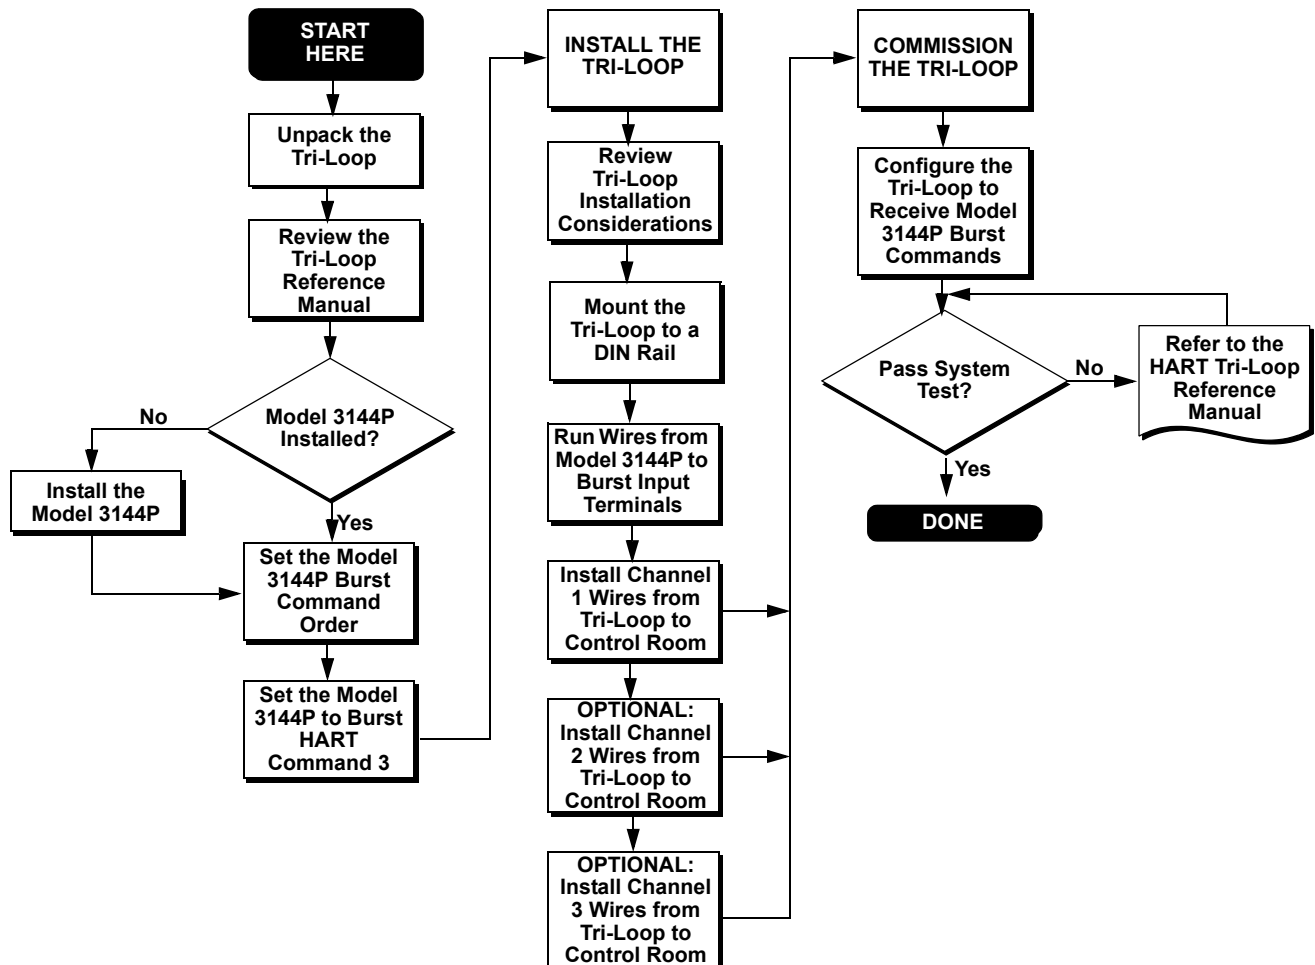 START
HERE
Unpack the
Tri-Loop
Review the
Tri-Loop
Reference
Manual
Model 3144P
Installed?
No
Install the
Model 3144P
Yes
Set the Model
3144P Burst
Command
Order
Set the Model
3144P to Burst
HART
Command 3
INSTALL THE
TRI-LOOP
Review
Tri-Loop
Installation
Considerations
Mount the
Tri-Loop to a
DIN Rail
Run Wires from
Model 3144P to
Burst Input
Terminals
Install Channel
1 Wires from
Tri-Loop to
Control Room
OPTIONAL:
Install Channel
2 Wires from
Tri-Loop to
Control Room
OPTIONAL:
Install Channel
3 Wires from
Tri-Loop to
Control Room
COMMISSION
THE TRI-LOOP
Configure the
Tri-Loop to
Receive Model
3144P Burst
Commands
Pass System
Test?
No
Refer to the
HART Tri-Loop
Reference
Manual
Yes
DONE